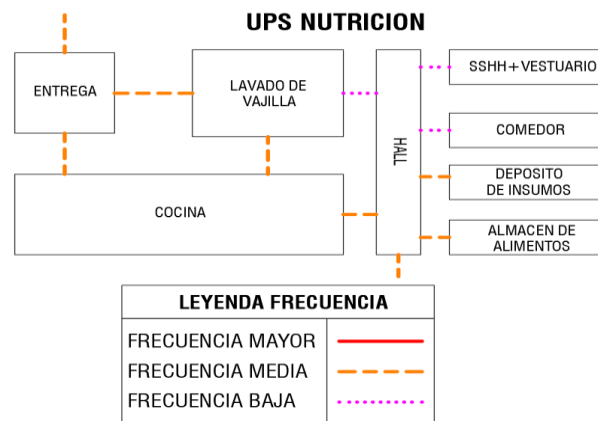 UPS NUTRICION
ENTREGA
LAVADO DE
VAJILLA
HALL
SSHH+VESTUARIO
COMEDOR
DEPOSITO
DE INSUMOS
COCINA
ALMACEN DE
ALIMENTOS
LEYENDA FRECUENCIA
FRECUENCIA MAYOR
FRECUENCIA MEDIA
FRECUENCIA BAJA